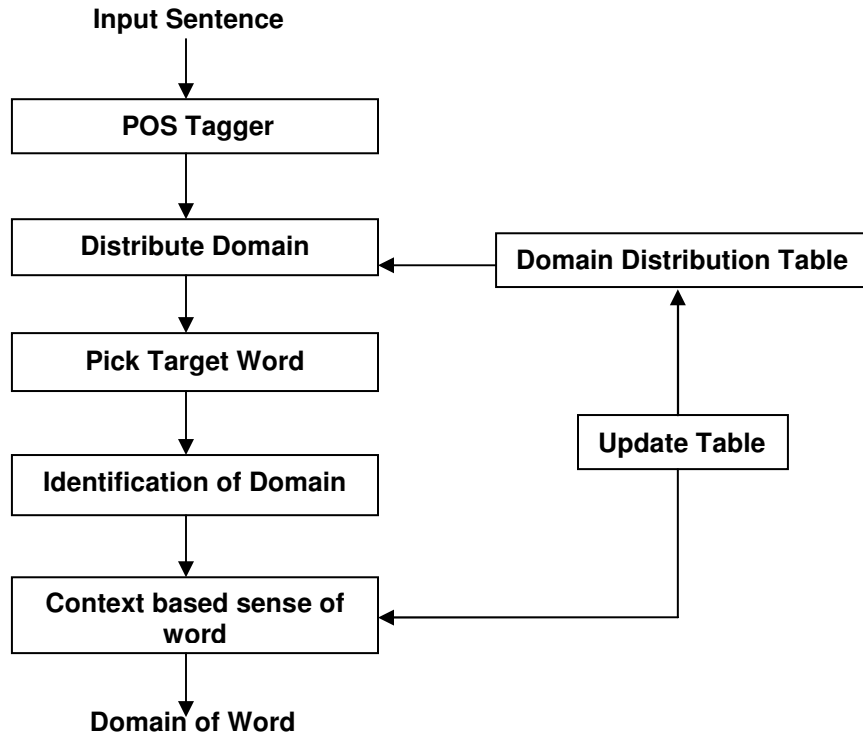 Input Sentence
POS Tagger
Distribute Domain
Domain Distribution Table
Pick Target Word
Update Table
Identification of Domain
Context based sense of
word
Domain of Word